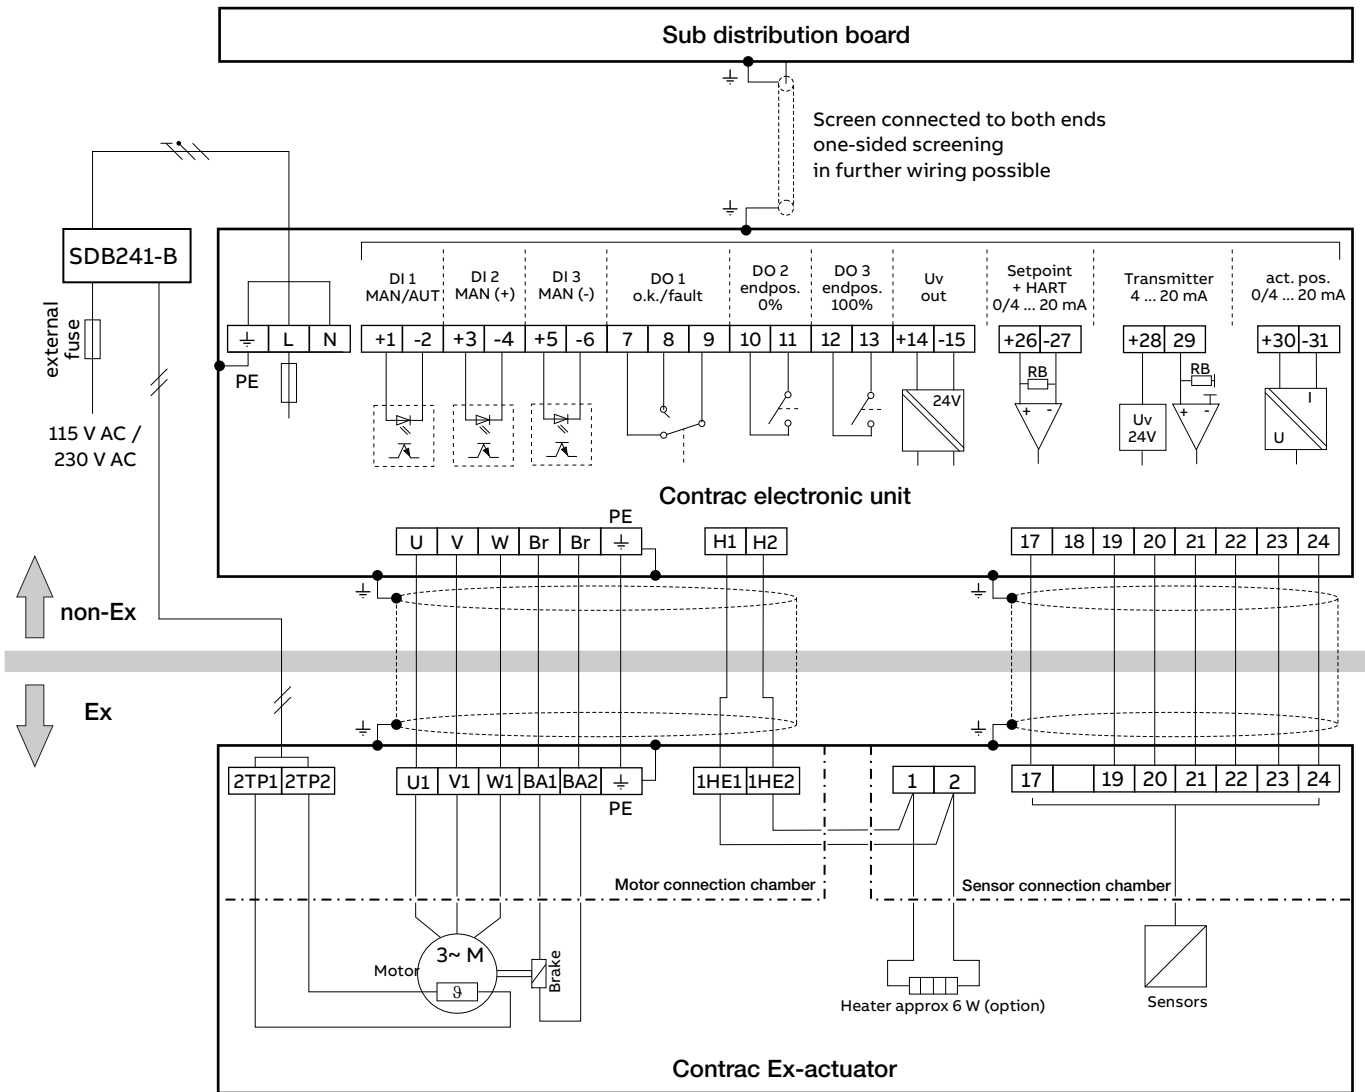 Sub distribution board
Screen connected to both ends
one-sided screening
in further wiring possible
SDB241-B
external
fuse
115 V AC /
230 V AC
DI 1
MAN/AUT
DI 2
MAN (+)
DI 3
MAN (-)
DO 1
o.k./fault
DO 2
endpos.
0%
DO 3
endpos.
100%
Uv
out
Setpoint
+ HART
0/4 ... 20 mA
Transmitter
4 ... 20 mA
act. pos.
0/4 ... 20 mA
L N +1 -2 +3 -4 +5 -6 7 8 9 10 11 12 13 +14 -15 +26 -27 +28 29 +30 -31
PE
RB
RB
24V
+ -
Uv
24V
+ -
I
U
Contrac electronic unit
PE
U V W Br Br H1 H2 17 18 19 20 21 22 23 24
non-Ex
Ex
2TP1 2TP2 U1 V1 W1 BA1 BA2 1HE1 1HE2 1 2 17 19 20 21 22 23 24
PE
Motor connection chamber
Sensor connection chamber
3~ M
Motor
ϑ
Brake
Heater approx 6 W (option)
Sensors
Contrac Ex-actuator